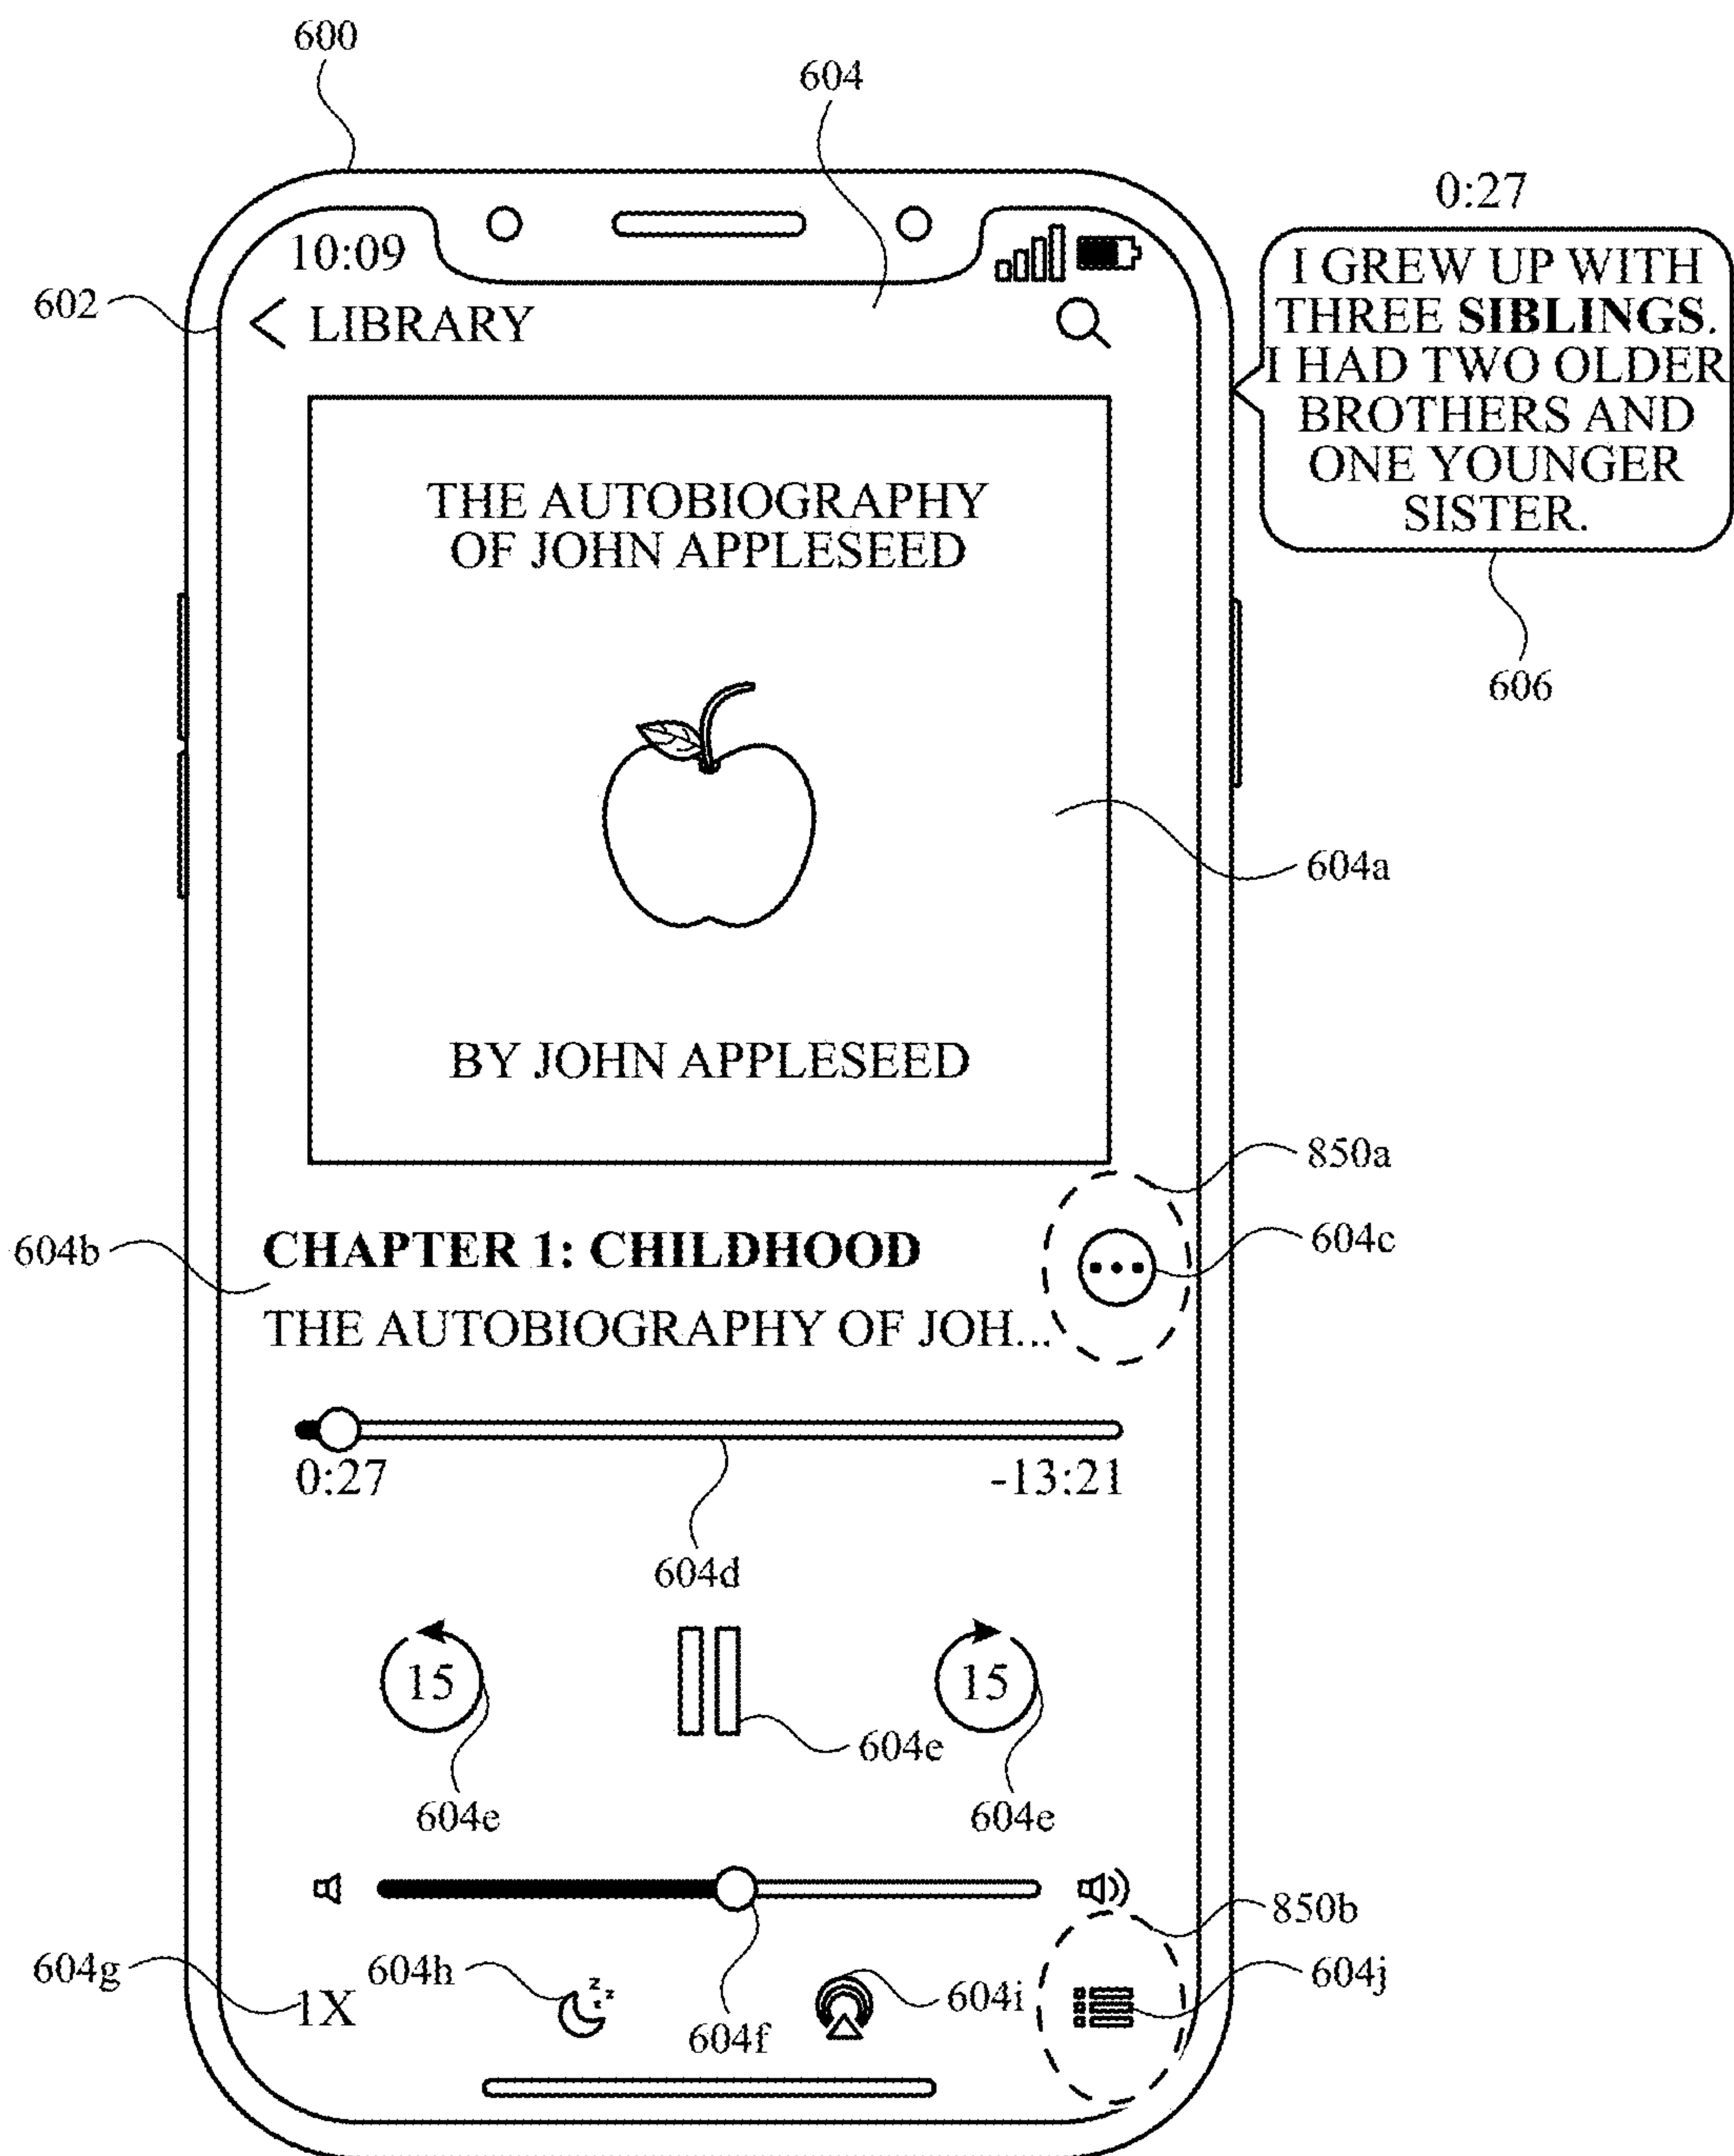 600
604
0:27
10:09
602
LIBRARY
I GREW UP WITH
THREE SIBLINGS.
I HAD TWO OLDER
BROTHERS AND
ONE YOUNGER
SISTER.
606
THE AUTOBIOGRAPHY
OF JOHN APPLESEED
604a
BY JOHN APPLESEED
850a
604b
CHAPTER 1: CHILDHOOD
604c
THE AUTOBIOGRAPHY OF JOH...
0:27
-13:21
604d
15
15
604e
604e
604e
850b
604g
604h
604i
604j
1X
604f
z
z
z